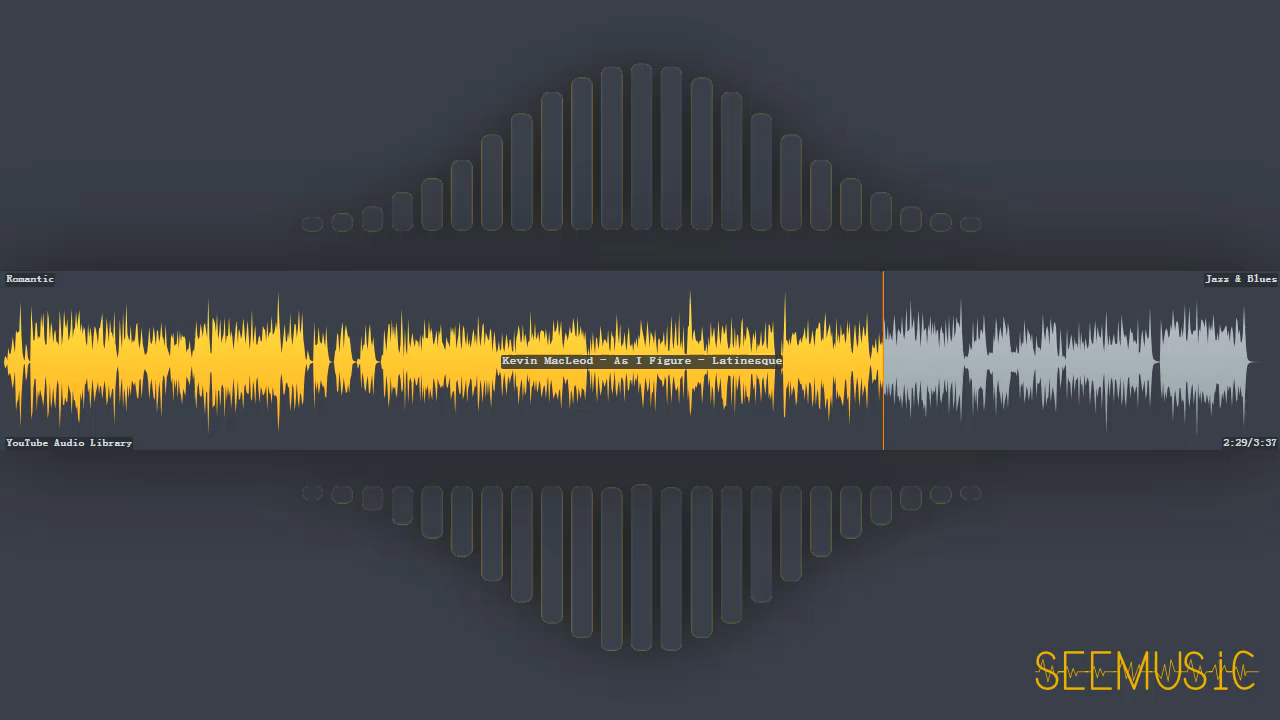 Romantic
Jazz & Blues
Kevin MacLeod - As I Figure - Latinesque
YouTube Audio Library
2:29/3:37
SEEMUSiC